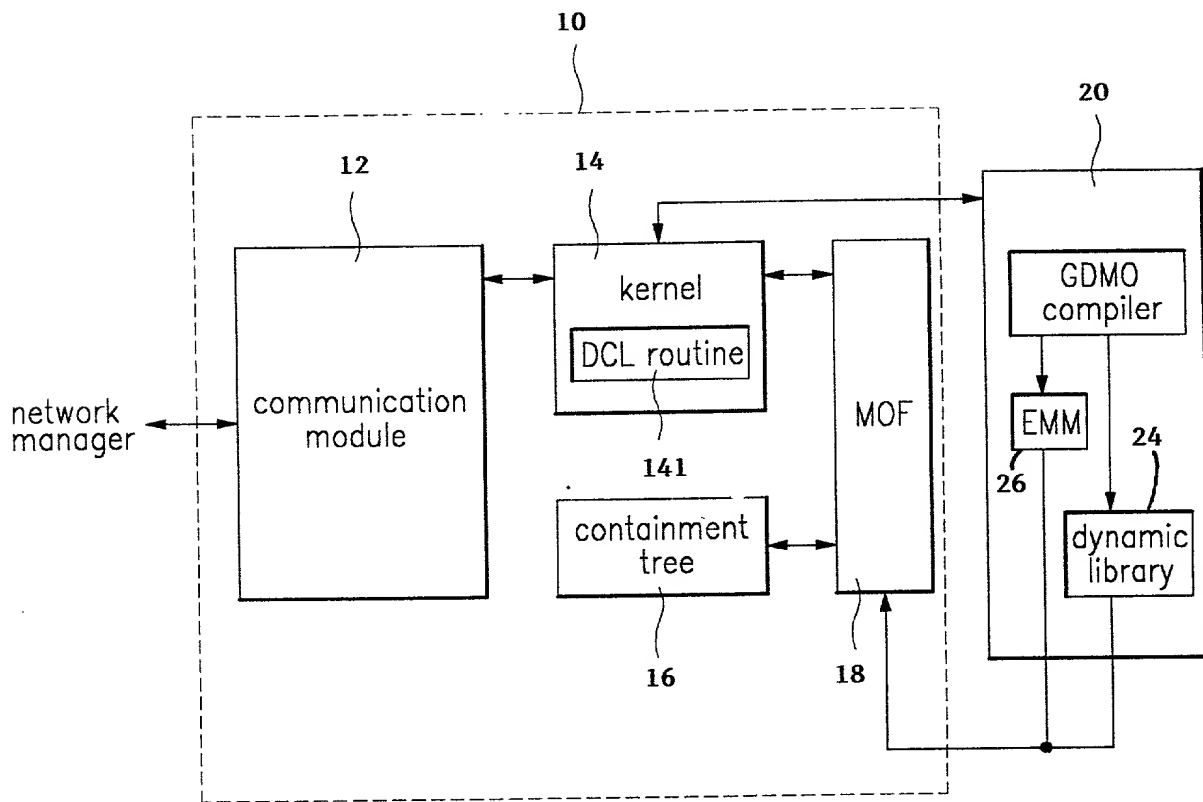 10
20
12
14
GDMO
compiler
kernel
DCL routine
communication
module
MOF
network
manager
EMM
24
26
141
dynamic
library
containment
tree
16
18